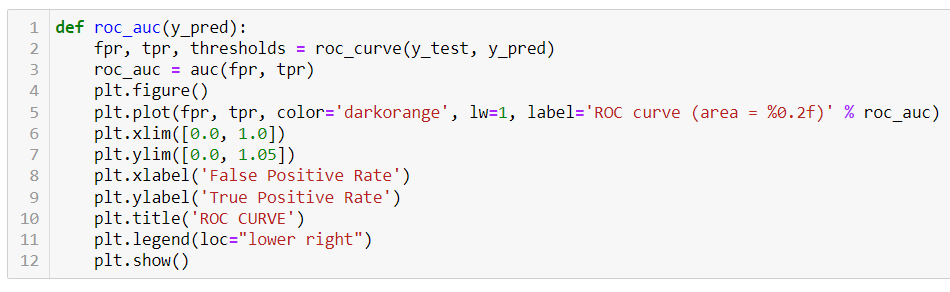 1 def roc_auc(y_pred):
2     fpr, tpr, thresholds = roc_curve(y_test, y_pred)
3     roc_auc = auc(fpr, tpr)
4     plt.figure()
5     plt.plot(fpr, tpr, color='darkorange', lw=1, label='ROC curve (area = %0.2f)' % roc_auc)
6     plt.xlim([0.0, 1.0])
7     plt.ylim([0.0, 1.05])
8     plt.xlabel('False Positive Rate')
9     plt.ylabel('True Positive Rate')
10     plt.title('ROC CURVE')
11     plt.legend(loc="lower right")
12     plt.show()